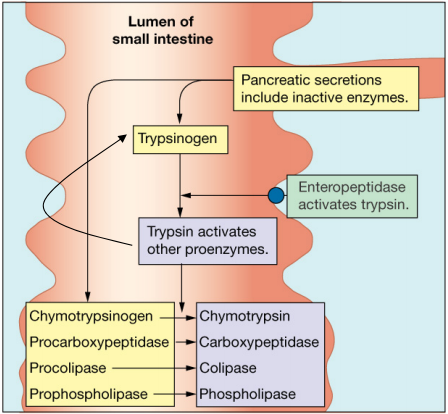 Lumen of
small intestine
Pancreatic secretions
include inactive enzymes.
Trypsinogen
Enteropeptidase
activates trypsin.
Trypsin activates
other proenzymes.
Chymotrypsinogen
Chymotrypsin
Procarboxypeptidase
Carboxypeptidase
Procolipase
Colipase
Prophospholipase
Phospholipase